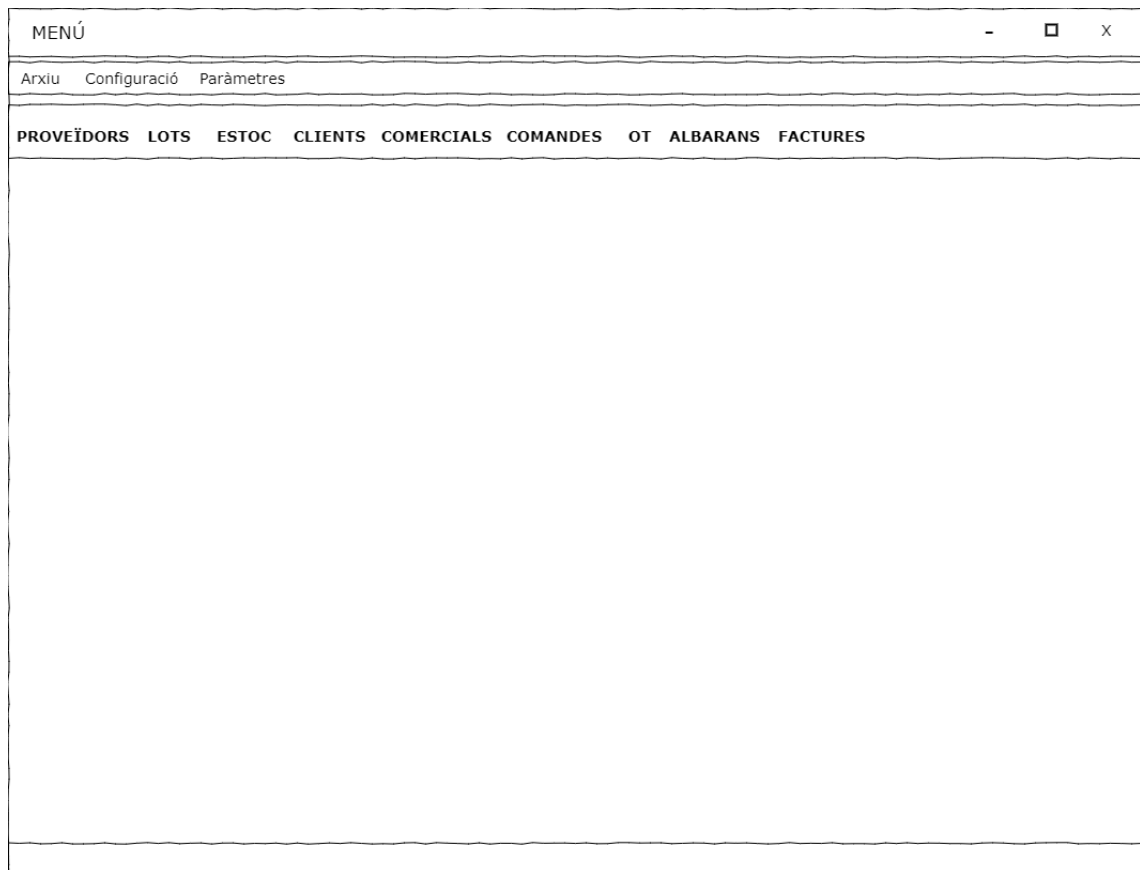 MENÚ - X
Arxiu Configuració Paràmetres
PROVEÏDORS LOTS ESTOC CLIENTS COMERCIALS COMANDES OT ALBARANS FACTURES